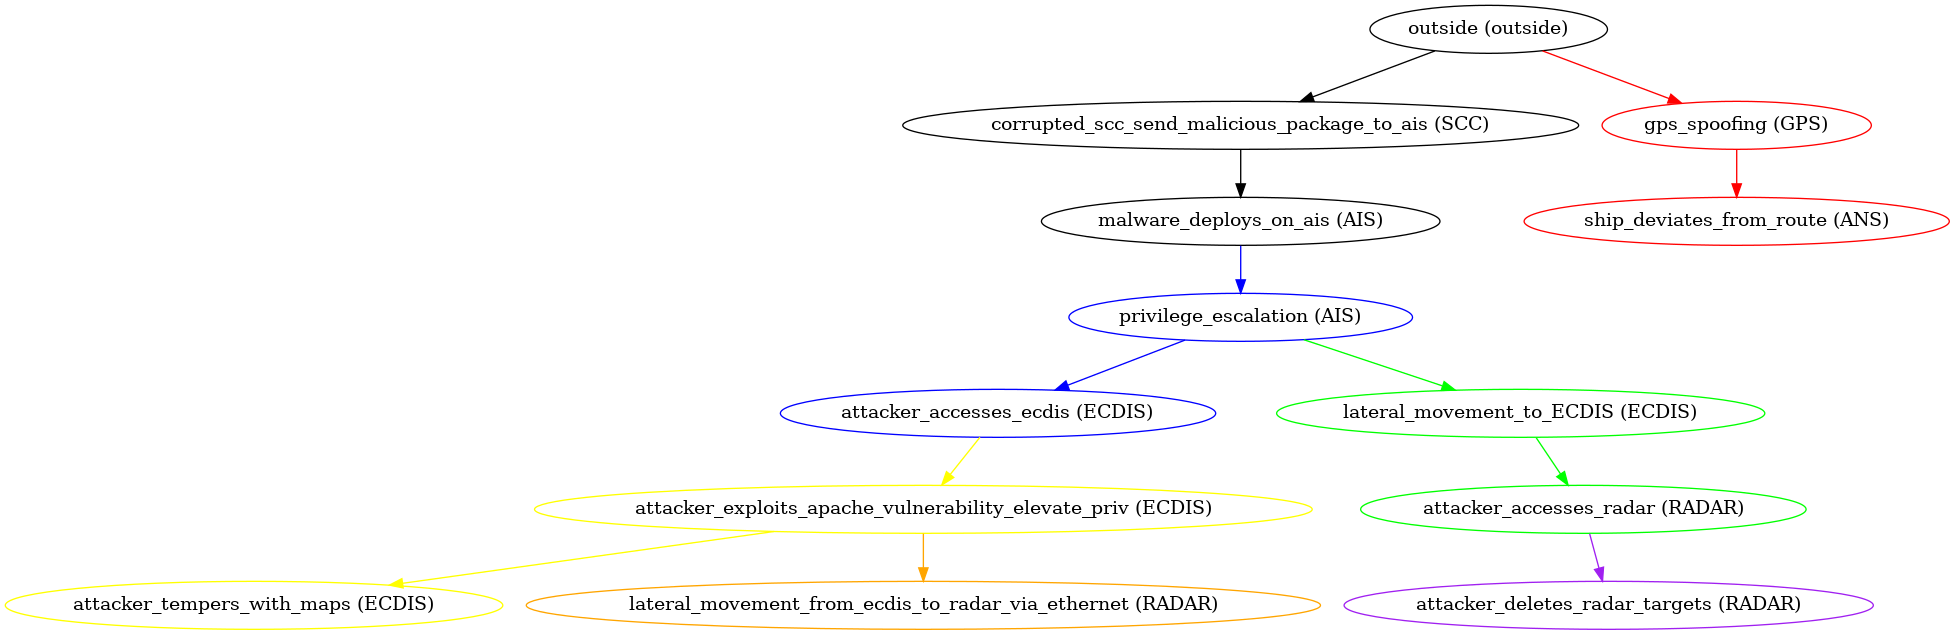 outside (outside)
corrupted_scc_send_malicious_package_to_ais (SCC)
gps_spoofing (GPS)
malware_deploys_on_ais (AIS)
ship_deviates_from_route (ANS)
privilege_escalation (AIS)
attacker_accesses_ecdis (ECDIS)
lateral_movement_to_ECDIS (ECDIS)
attacker_exploits_apache_vulnerability_elevate_priv (ECDIS)
attacker_accesses_radar (RADAR)
attacker_tempers_with_maps (ECDIS)
lateral_movement_from_ecdis_to_radar_via_ethernet (RADAR)
attacker_deletes_radar_targets (RADAR)